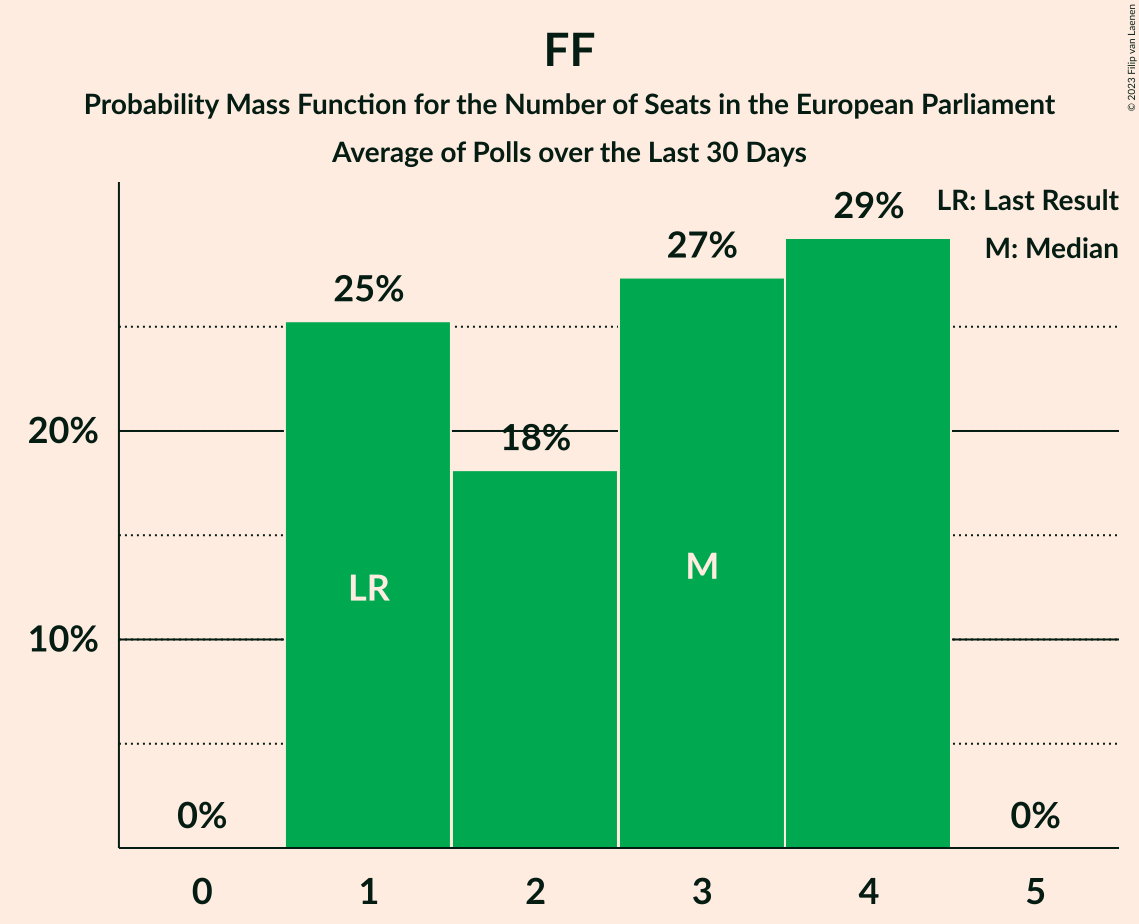 FF
Probability Mass Function for the Number of Seats in the European Parliament
Average of Polls over the Last 30 Days
© 2023 Filip van Laenen
LR: Last Result
M: Median
29%
27%
25%
20%
18%
LR
M
10%
0%
0%
0 1 2 3 4 5